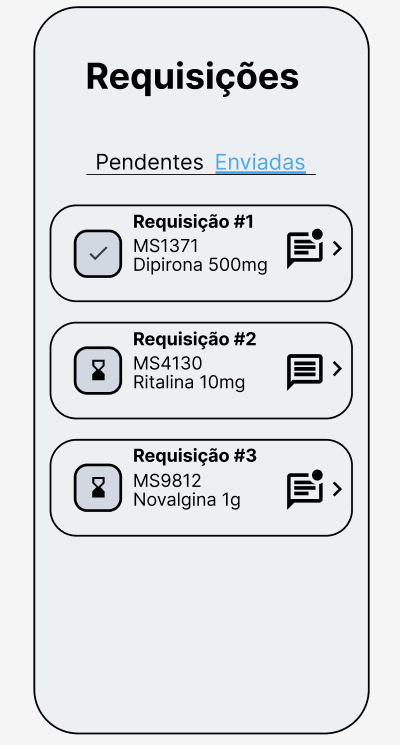 Requisições
Pendentes Enviadas
Requisição #1
MS1371
Dipirona 500mg
Requisição #2
MS4130
Ritalina 10mg
Requisição #3
MS9812
Novalgina 1g